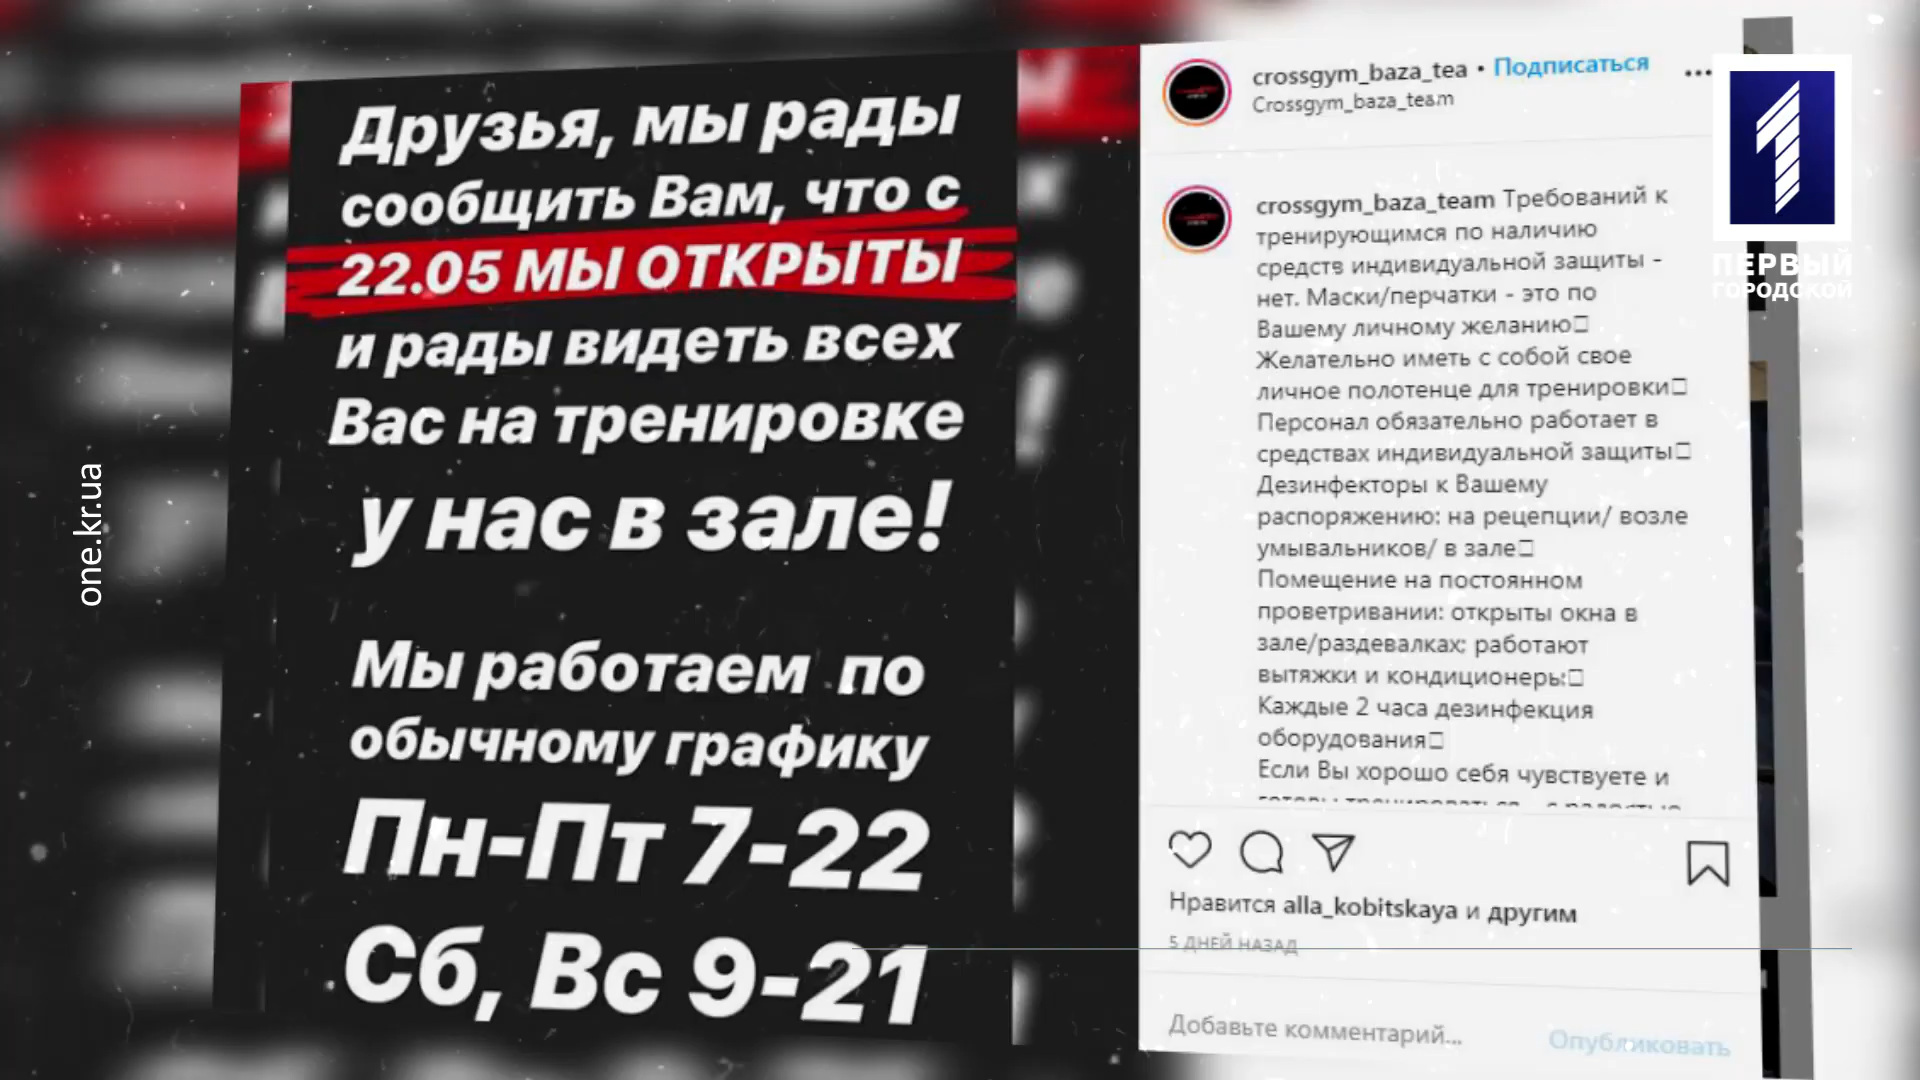 Друзья, мы рады
сообщить Вам, что с
22.05 МЫ ОТКРЫТЫ
и рады видеть всех
Вас на тренировке
у нас в зале!
Мы работаем по
обычному графику
Пн-Пт 7-22
Сб, Вс 9-21
crossgym_baza_tea • Подписаться
Crossgym_baza_team
crossgym_baza_team Требований к
тренирующимся по наличию
средств индивидуальной защиты -
нет. Маски/перчатки - это по
Вашему личному желанию
Желательно иметь с собой свое
личное полотенце для тренировки
Персонал обязательно работает в
средствах индивидуальной защиты
Дезинфекторы к Вашему
распоряжению: на рецепции/ возле
умывальников/ в зале
Помещение на постоянном
проветривании: открыты окна в
зале/раздевалках; работают
вытяжки и кондиционеры
Каждые 2 часа дезинфекция
оборудования
Если Вы хорошо себя чувствуете и
Нравится alla_kobitskaya и другим
5 ДНЕЙ НАЗАД
Добавьте комментарий...
Опубликовать
1
ПЕРВЫЙ
ГОРОДСКОЙ
one.kr.ua